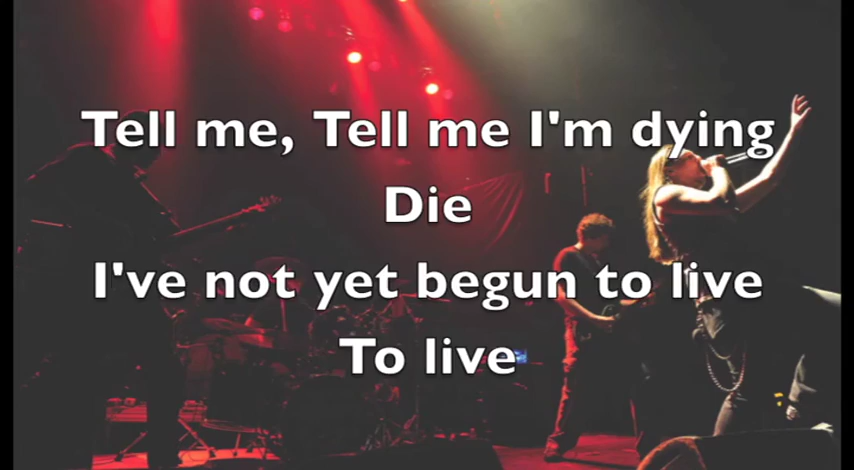 Tell me, Tell me I'm dying
Die
I've not yet begun to live
To live